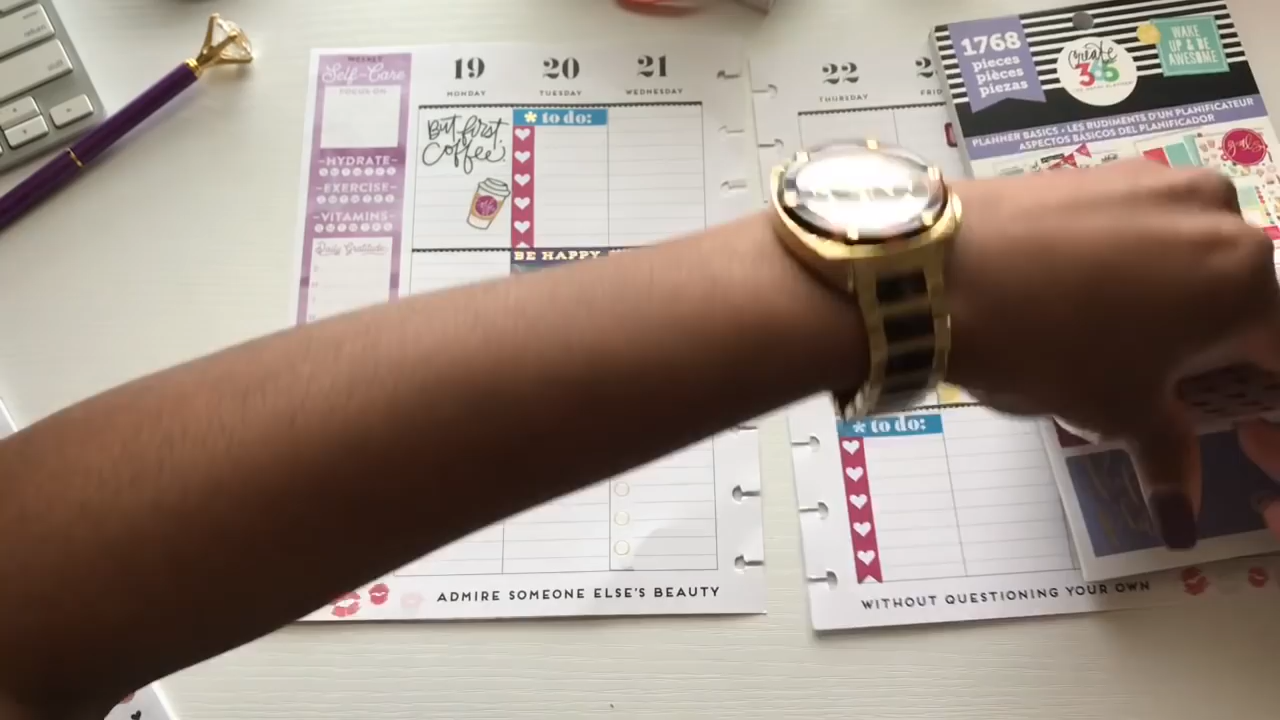 WEEKLY
Self-Care
FOCUS ON
-HYDRATE-
S M T W T F S
-EXERCISE-
S M T W T F S
-VITAMINS-
S M T W T F S
Daily Gratitude
19
MONDAY
20
TUESDAY
21
WEDNESDAY
But first,
Coffee.
* to do:
BE HAPPY
22
THURSDAY
* to do:
ADMIRE SOMEONE ELSE'S BEAUTY
WITHOUT QUESTIONING YOUR OWN
1768
pieces
pièces
piezas
create
365
WAKE
UP & BE
AWESOME
PLANNER BASICS • LES RUDIMENTS D'UN PLANIFICATEUR
ASPECTOS BÁSICOS DEL PLANIFICADOR
goals